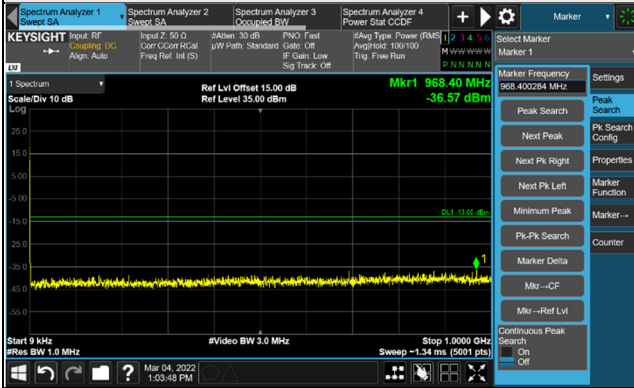 Spectrum Analyzer 1
Swept SA
Spectrum Analyzer 2
Swept SA
Spectrum Analyzer 3
Occupied BW
Spectrum Analyzer 4
Power Stat CCDF
Marker
KEYSIGHT
Input: RF
Coupling: DC
Align: Auto
Input Z: 50 Ω
Corr CCorr RCal
Freq Ref: Int (S)
#Atten: 30 dB
µW Path: Standard
PNO: Fast
Gate: Off
IF Gain: Low
Sig Track: Off
#Avg Type: Power (RMS
Avg|Hold: 100/100
Trig: Free Run
1 2 3 4 5 6
M W W W W W
P N N N N N
LXI
Select Marker
Marker 1
1 Spectrum
Scale/Div 10 dB
Log
Ref Lvl Offset 15.00 dB
Ref Level 35.00 dBm
Mkr1 968.40 MHz
-36.57 dBm
25.0
15.0
5.00
-5.00
-15.0
-25.0
-35.0
-45.0
-55.0
DL1 -13.00 dBm
1
Start 9 kHz
#Res BW 1.0 MHz
#Video BW 3.0 MHz
Stop 1.0000 GHz
Sweep ~1.34 ms (5001 pts)
Marker Frequency
968.400284 MHz
Peak Search
Next Peak
Next Pk Right
Next Pk Left
Minimum Peak
Pk-Pk Search
Marker Delta
Mkr→CF
Mkr→Ref Lvl
Continuous Peak
Search
On
Off
Settings
Peak
Search
Pk Search
Config
Properties
Marker
Function
Marker→
Counter
?
Mar 04, 2022
1:03:48 PM